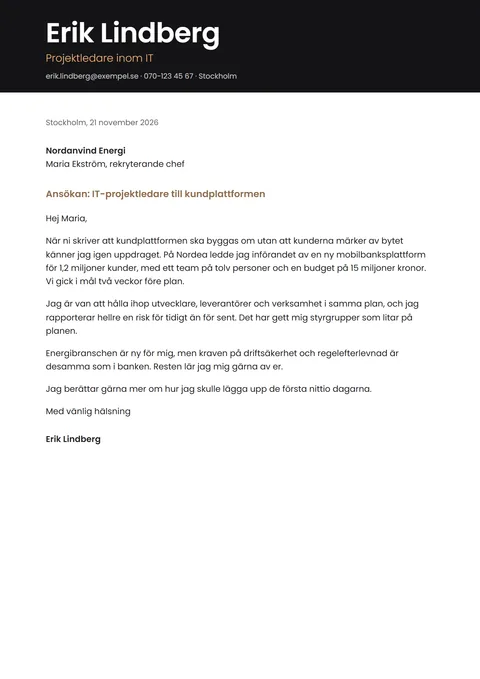 Erik Lindberg
Projektledare inom IT
erik.lindberg@exempel.se · 070-123 45 67 · Stockholm
Stockholm, 21 november 2026
Nordanvind Energi
Maria Ekström, rekryterande chef
Ansökan: IT-projektledare till kundplattformen
Hej Maria,
När ni skriver att kundplattformen ska byggas om utan att kunderna märker av bytet
känner jag igen uppdraget. På Nordea ledde jag införandet av en ny mobilbanksplattform
för 1,2 miljoner kunder, med ett team på tolv personer och en budget på 15 miljoner kronor.
Vi gick i mål två veckor före plan.
Jag är van att hålla ihop utvecklare, leverantörer och verksamhet i samma plan, och jag
rapporterar hellre en risk för tidigt än för sent. Det har gett mig styrgrupper som litar på
planen.
Energibranschen är ny för mig, men kraven på driftsäkerhet och regelefterlevnad är
desamma som i banken. Resten lär jag mig gärna av er.
Jag berättar gärna mer om hur jag skulle lägga upp de första nittio dagarna.
Med vänlig hälsning
Erik Lindberg